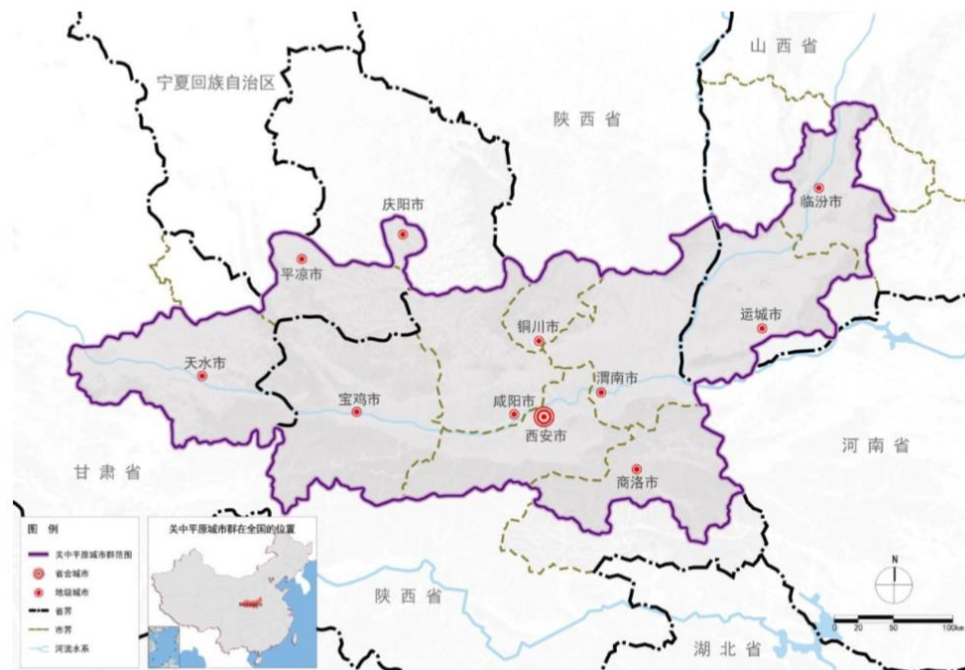 山西省
宁夏回族自治区
陕西省
临汾市
庆阳市
平凉市
运城市
铜川市
天水市
渭南市
宝鸡市
咸阳市
西安市
河南省
甘肃省
商洛市
图 例
关中平原城市群范围
省会城市
地级城市
省界
市界
河流水系
关中平原城市群在全国的位置
陕西省
湖北省
N
0 20 50 100km